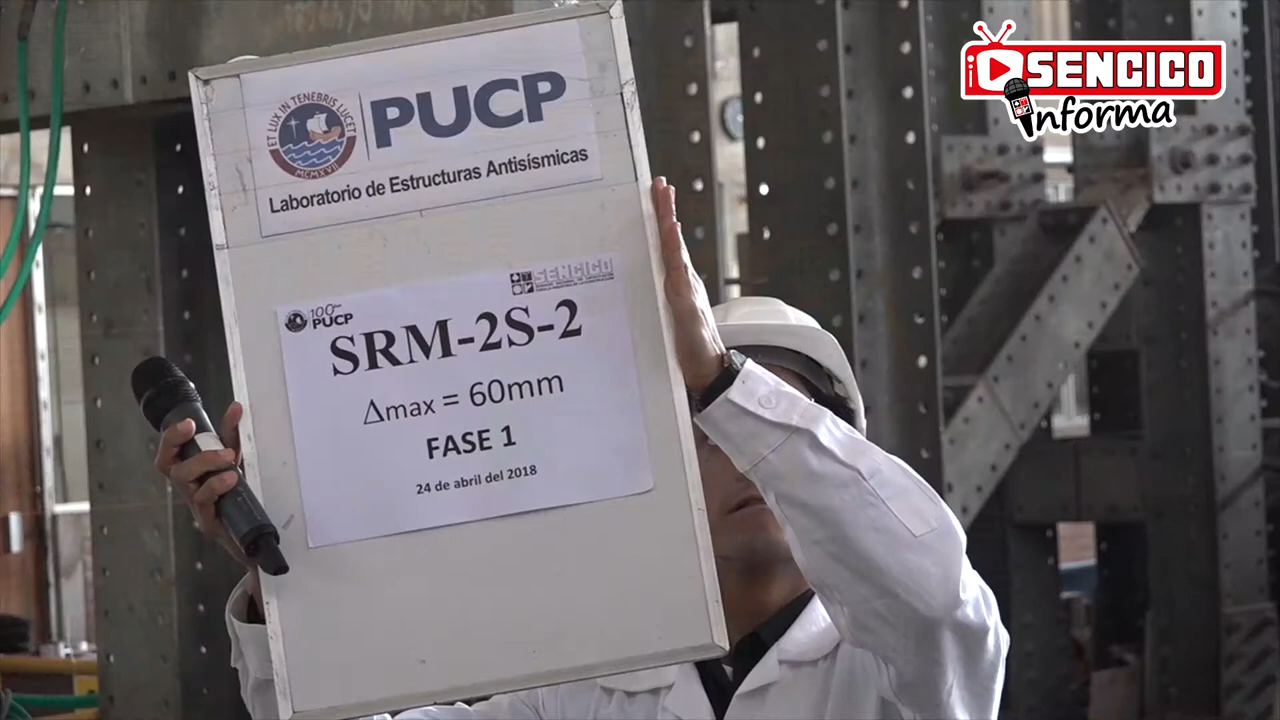 SENCICO
informa
ET LUX IN TENEBRIS LUCET
MCMXVII
PUCP
Laboratorio de Estructuras Antisísmicas
SENCICO
100 años
PUCP
SRM-2S-2
Δmax = 60mm
FASE 1
24 de abril del 2018